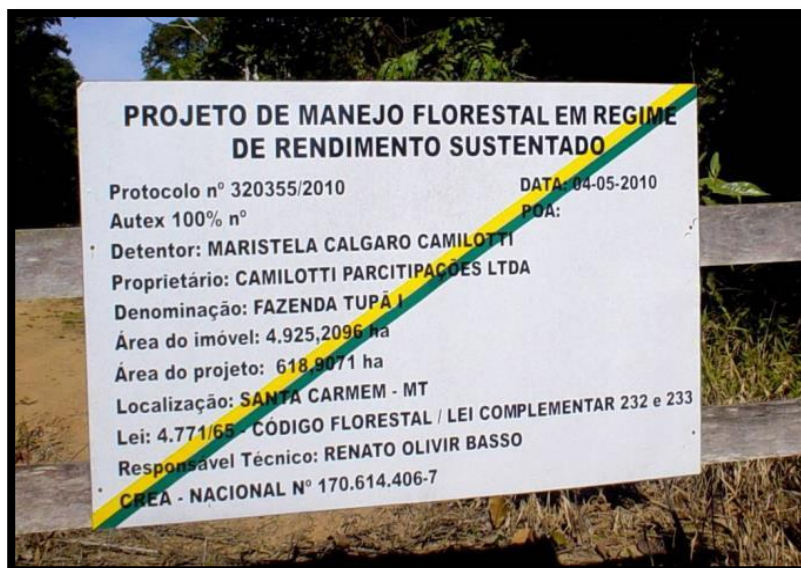 PROJETO DE MANEJO FLORESTAL EM REGIME
DE RENDIMENTO SUSTENTADO
Protocolo nº 320355/2010 DATA: 04-05-2010
Autex 100% nº POA:
Detentor: MARISTELA CALGARO CAMILOTTI
Proprietário: CAMILOTTI PARCITIPAÇÕES LTDA
Denominação: FAZENDA TUPÃ I
Área do imóvel: 4.925,2096 ha
Área do projeto: 618,9071 ha
Localização: SANTA CARMEM - MT
Lei: 4.771/65 - CÓDIGO FLORESTAL / LEI COMPLEMENTAR 232 e 233
Responsável Técnico: RENATO OLIVIR BASSO
CREA - NACIONAL Nº 170.614.406-7